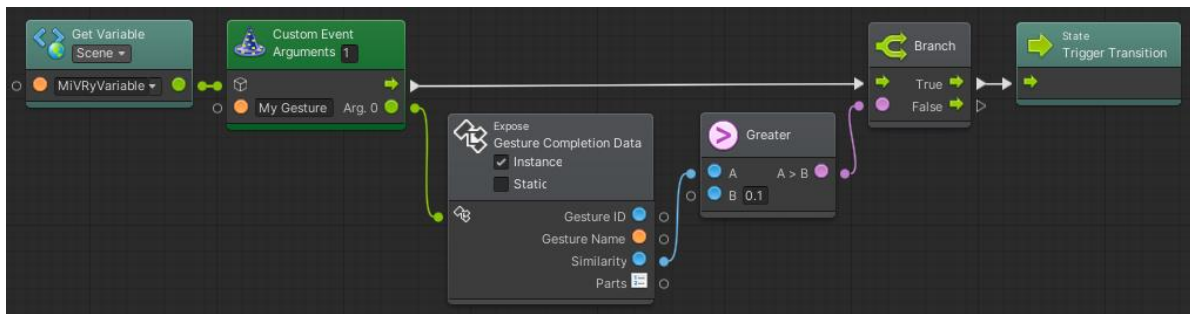 Get Variable
Scene
MiVRyVariable
Custom Event
Arguments 1
My Gesture Arg. 0
Expose
Gesture Completion Data
Instance
Static
Gesture ID
Gesture Name
Similarity
Parts
Greater
A A > B
B 0.1
Branch
True
False
State
Trigger Transition